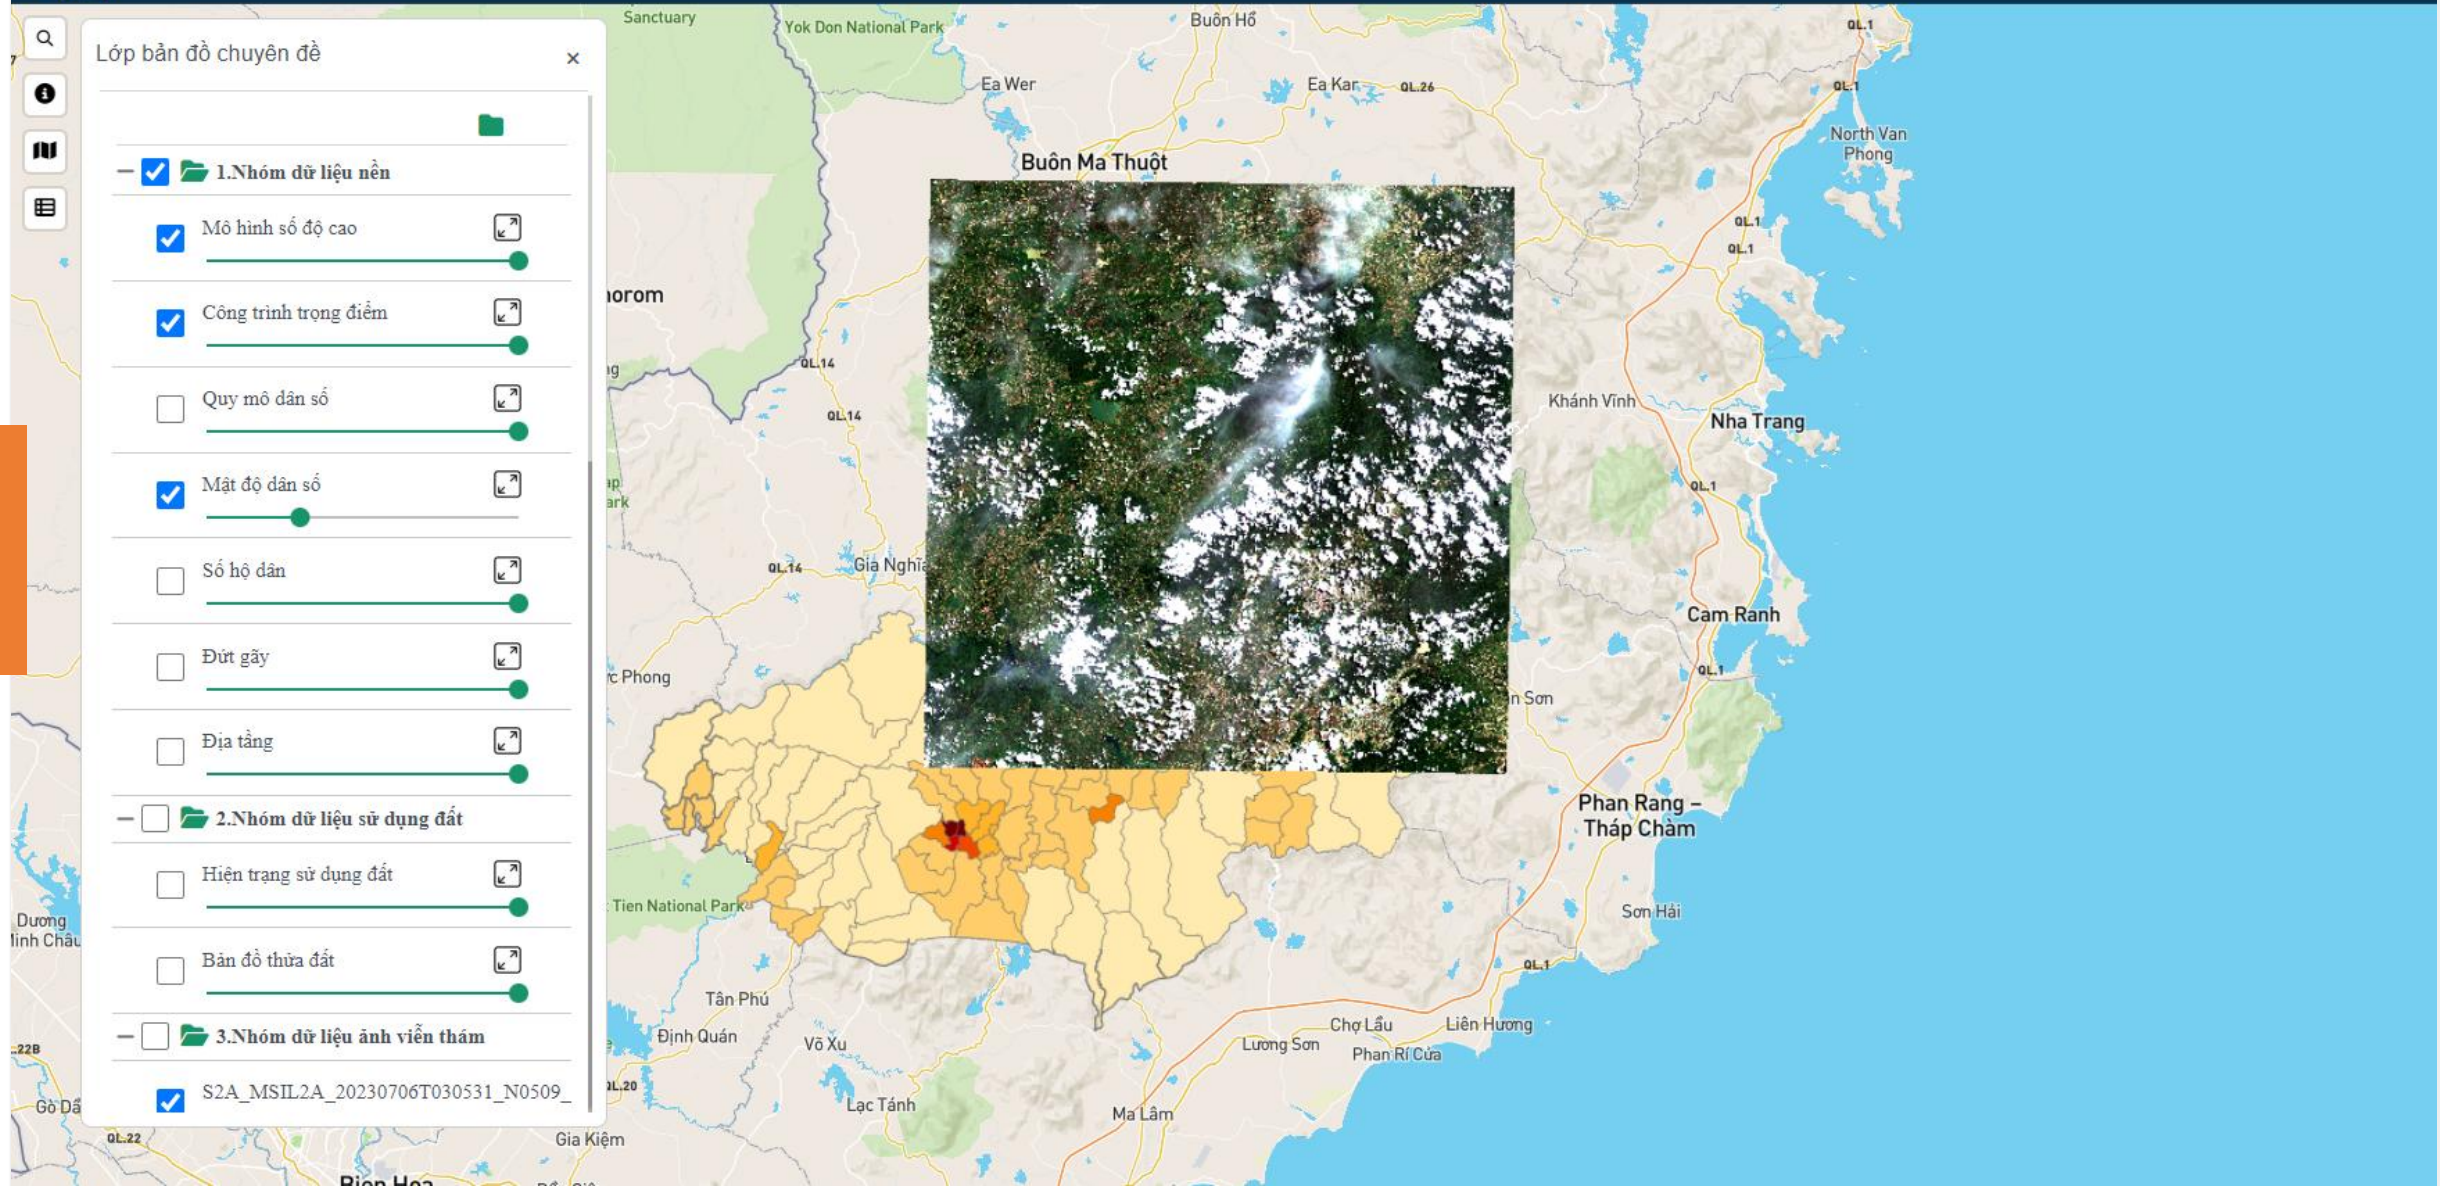 Lớp bản đồ chuyên đề
×
1.Nhóm dữ liệu nền
Mô hình số độ cao
Công trình trọng điểm
Quy mô dân số
Mật độ dân số
Số hộ dân
Đứt gãy
Địa tầng
2.Nhóm dữ liệu sử dụng đất
Hiện trạng sử dụng đất
Bản đồ thửa đất
3.Nhóm dữ liệu ảnh viễn thám
S2A_MSIL2A_20230706T030531_N0509_
Sanctuary
Yok Don National Park
Buôn Hồ
QL.1
Ea Wer
Ea Kar
QL.26
QL.1
North Van
Phong
Buôn Ma Thuột
QL.1
QL.1
QL.14
Khánh Vĩnh
QL.14
Nha Trang
QL.1
QL.14
Gia Nghĩa
Cam Ranh
QL.1
Phan Rang –
Tháp Chàm
Tien National Park
Sơn Hải
Dương
QL.1
Tân Phú
Định Quán
Võ Xu
Chợ Lầu
Liên Hương
Lương Sơn
Phan Rí Cửa
QL.20
Lạc Tánh
Ma Lâm
QL.22
Gia Kiệm